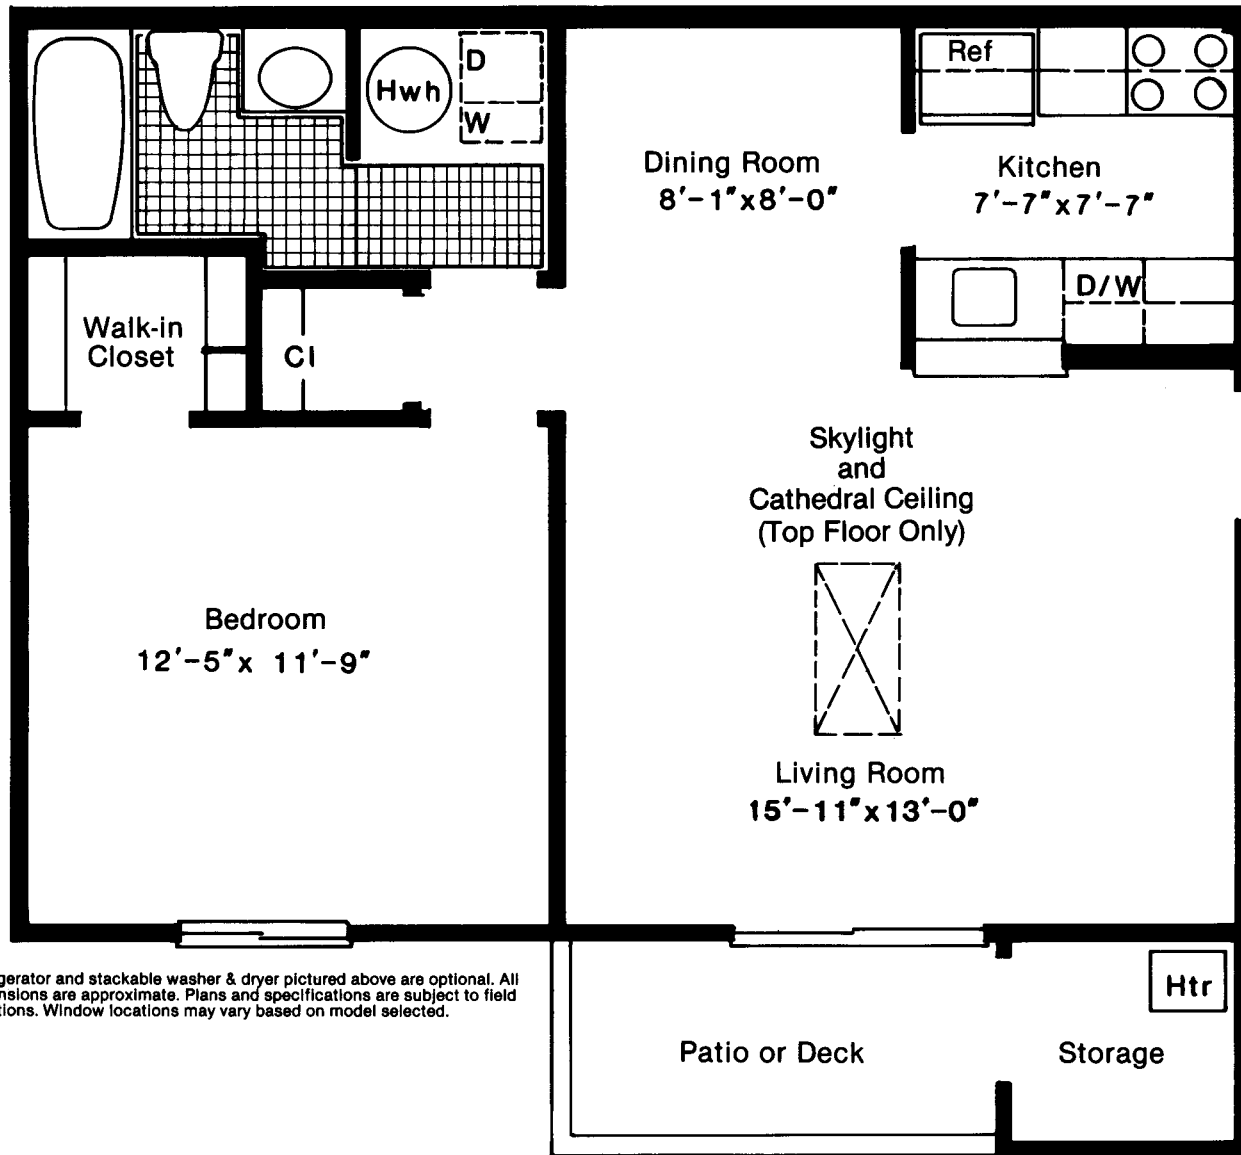 D
W
Hwh
Ref
Dining Room
8'-1"x8'-0"
Kitchen
7'-7"x7'-7"
D/W
Walk-in
Closet
Cl
Skylight
and
Cathedral Ceiling
(Top Floor Only)
Bedroom
12'-5"x 11'-9"
Living Room
15'-11"x13'-0"
gerator and stackable washer & dryer pictured above are optional. All
nsions are approximate. Plans and specifications are subject to field
tions. Window locations may vary based on model selected.
Htr
Patio or Deck
Storage